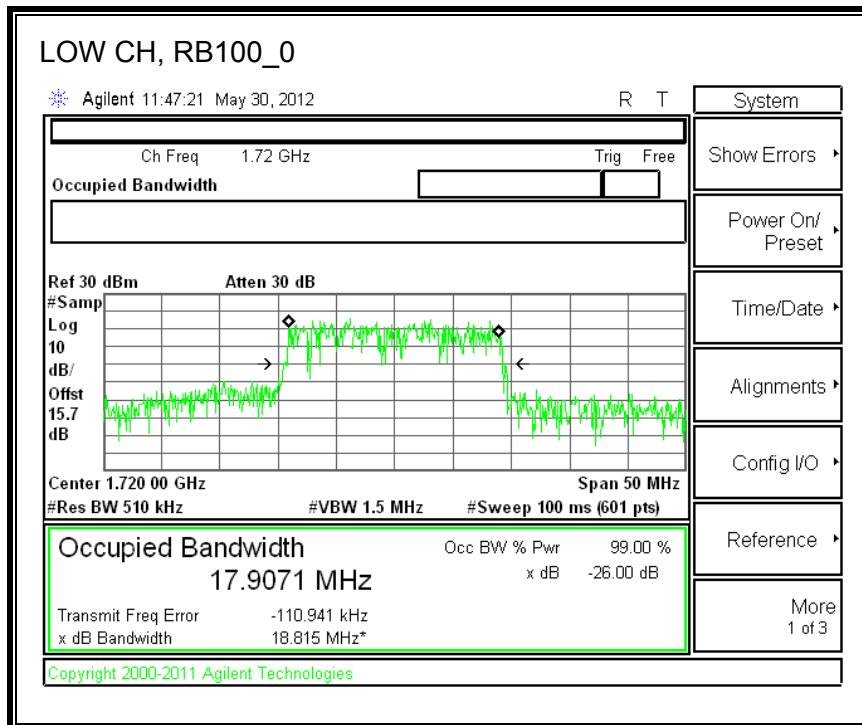 LOW CH, RB100_0
Agilent 11:47:21 May 30, 2012 R T
System
Ch Freq 1.72 GHz Trig Free
Occupied Bandwidth
Show Errors
Power On/
Preset
Time/Date
Alignments
Config I/O
Reference
More
1 of 3
Ref 30 dBm Atten 30 dB
#Samp
Log
10
dB/
Offst
15.7
dB
Center 1.720 00 GHz Span 50 MHz
#Res BW 510 kHz #VBW 1.5 MHz #Sweep 100 ms (601 pts)
Occupied Bandwidth Occ BW % Pwr 99.00 %
17.9071 MHz x dB -26.00 dB
Transmit Freq Error -110.941 kHz
x dB Bandwidth 18.815 MHz*
Copyright 2000-2011 Agilent Technologies